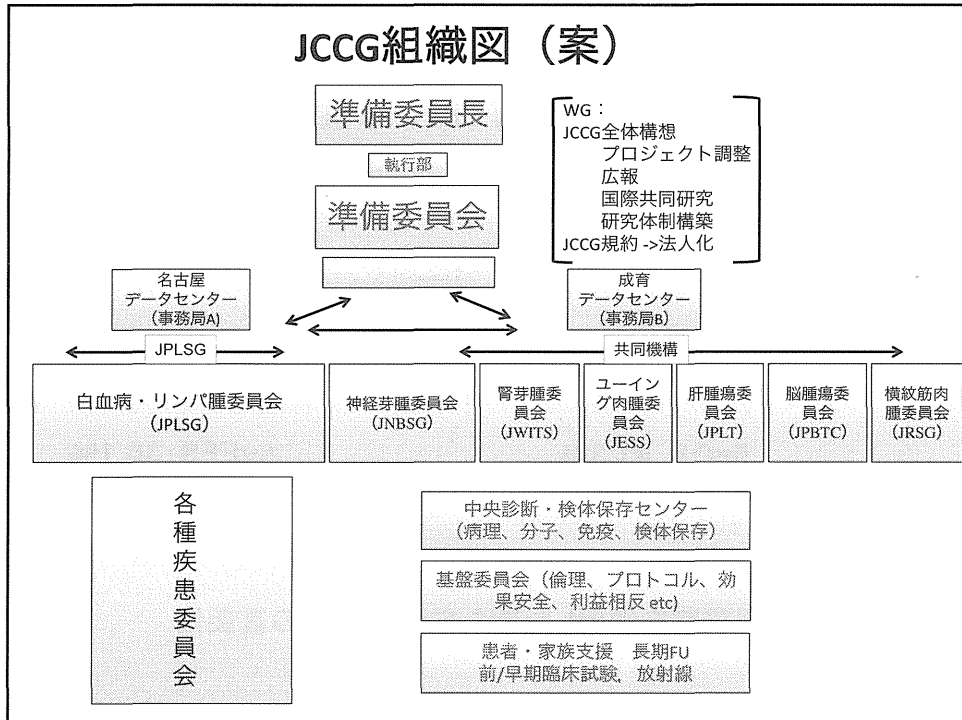 JCCG組織図（案）
準備委員長
執行部
準備委員会
WG：
JCCG全体構想
プロジェクト調整
広報
国際共同研究
研究体制構築
JCCG規約 ->法人化
名古屋
データセンター
（事務局A)
成育
データセンター
（事務局B）
JPLSG
共同機構
白血病・リンパ腫委員会
（JPLSG）
神経芽腫委員会
（JNBSG）
腎芽腫委
員会
（JWITS）
ユーイン
グ肉腫委
員会
（JESS）
肝腫瘍委
員会
（JPLT）
脳腫瘍委
員会
（JPBTC）
横紋筋肉
腫委員会
（JRSG）
各
種
疾
患
委
員
会
中央診断・検体保存センター
（病理、分子、免疫、検体保存）
基盤委員会（倫理、プロトコル、効
果安全、利益相反 etc)
患者・家族支援　長期FU
前/早期臨床試験，放射線